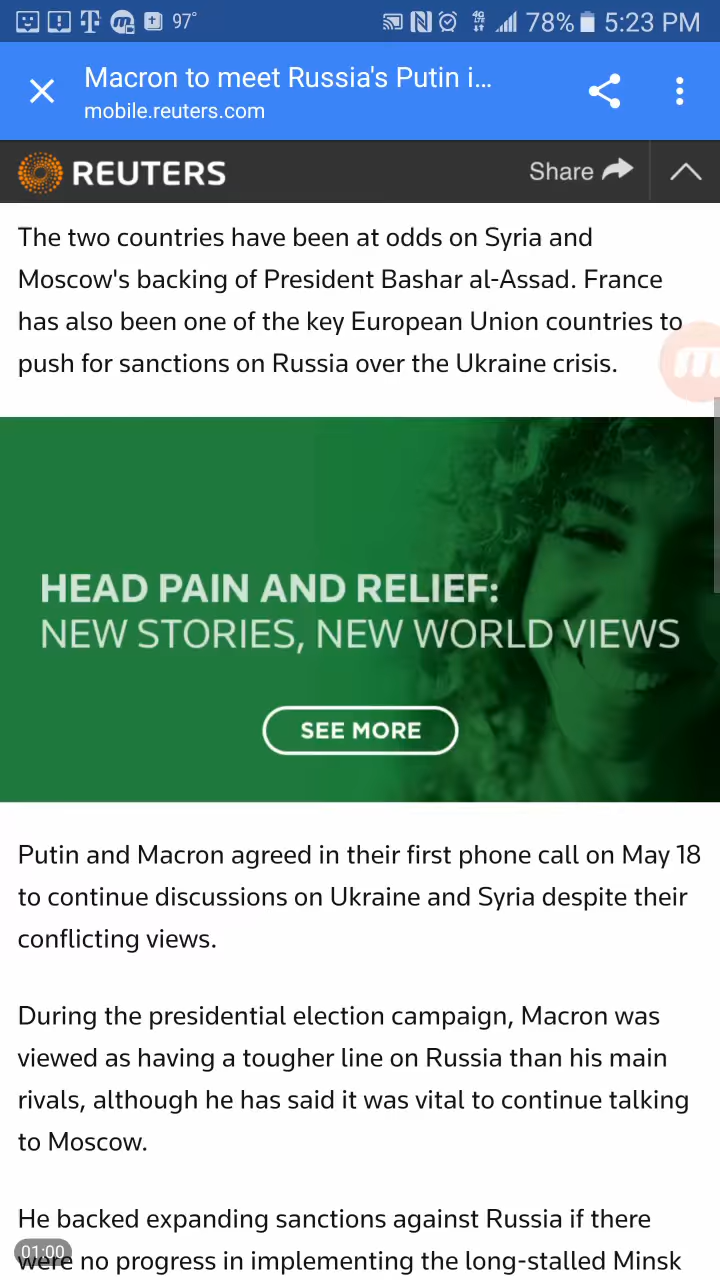 97°
4G LTE
78%
5:23 PM
Macron to meet Russia's Putin i...
mobile.reuters.com
REUTERS
Share
The two countries have been at odds on Syria and
Moscow's backing of President Bashar al-Assad. France
has also been one of the key European Union countries to
push for sanctions on Russia over the Ukraine crisis.
HEAD PAIN AND RELIEF:
NEW STORIES, NEW WORLD VIEWS
SEE MORE
Putin and Macron agreed in their first phone call on May 18
to continue discussions on Ukraine and Syria despite their
conflicting views.
During the presidential election campaign, Macron was
viewed as having a tougher line on Russia than his main
rivals, although he has said it was vital to continue talking
to Moscow.
He backed expanding sanctions against Russia if there
were no progress in implementing the long-stalled Minsk
01:00